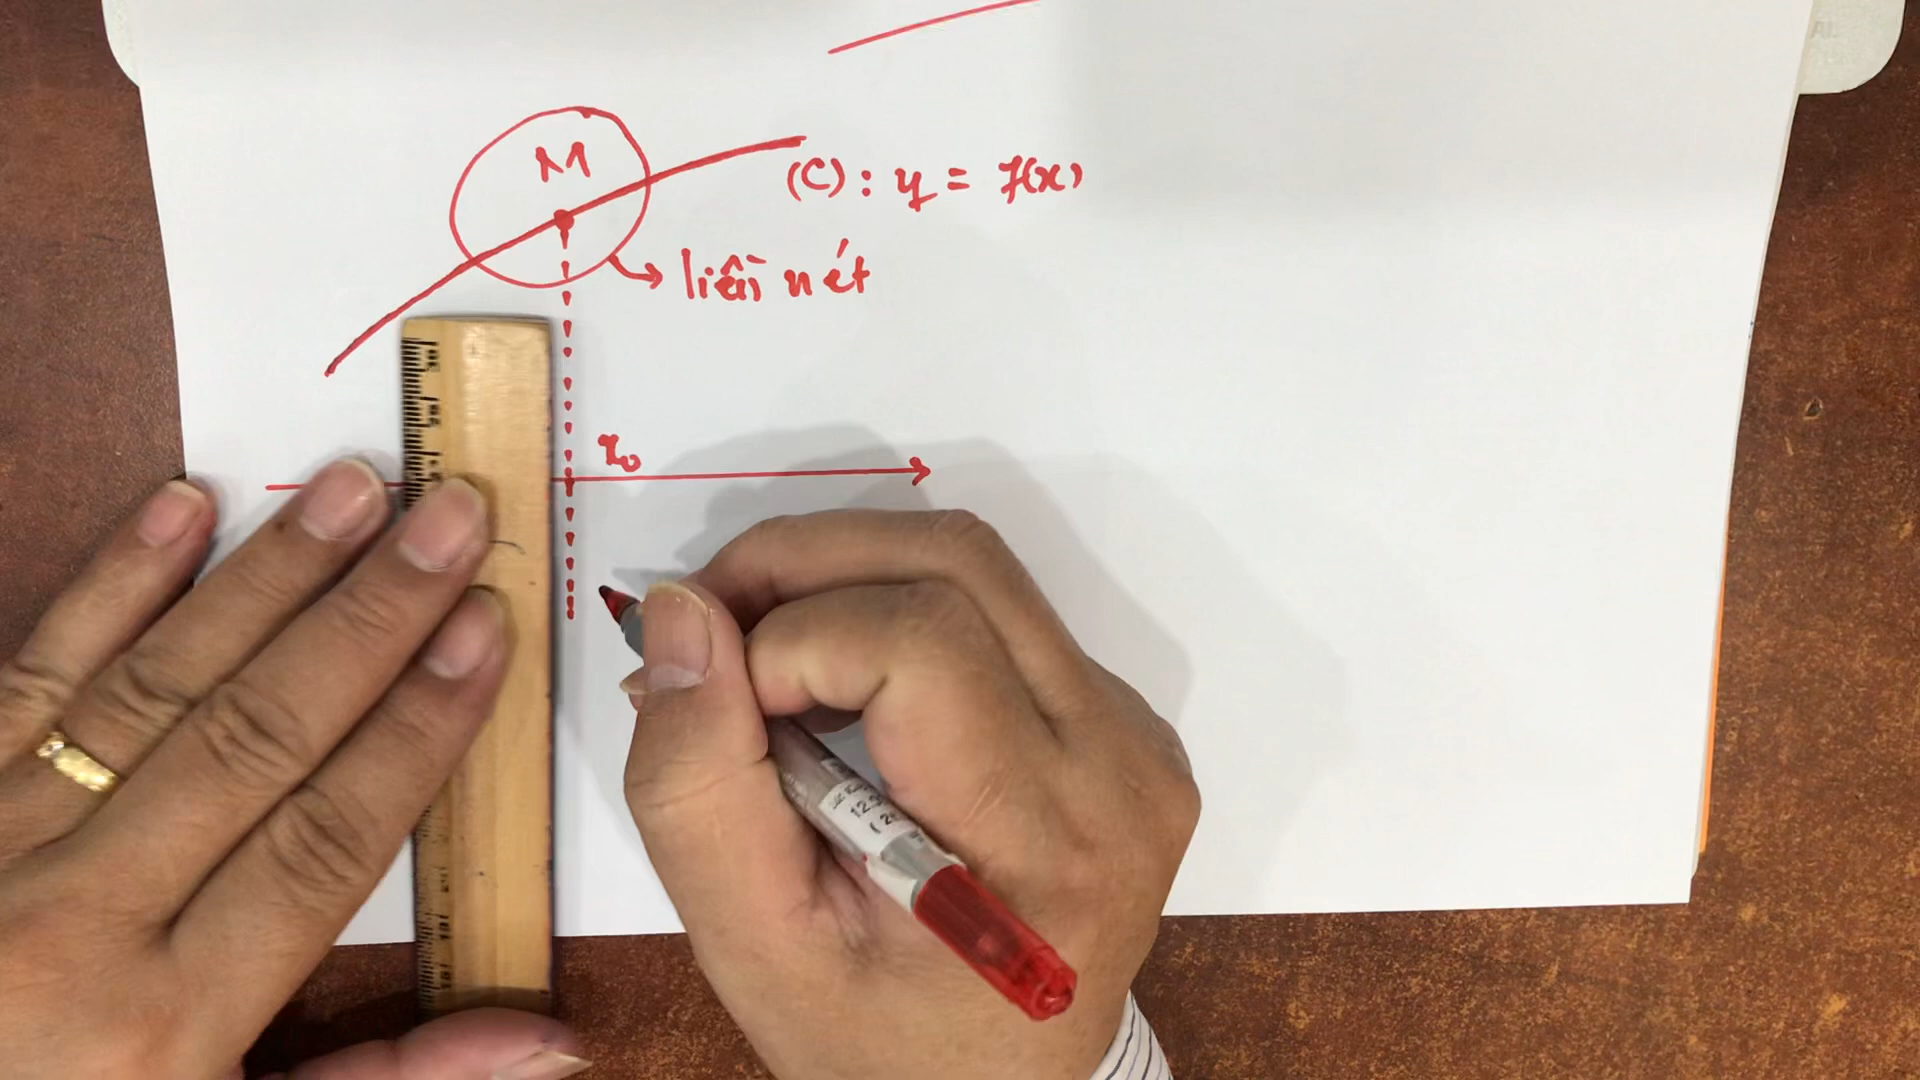 M
(C) : y = f(x)
liền nét
x₀